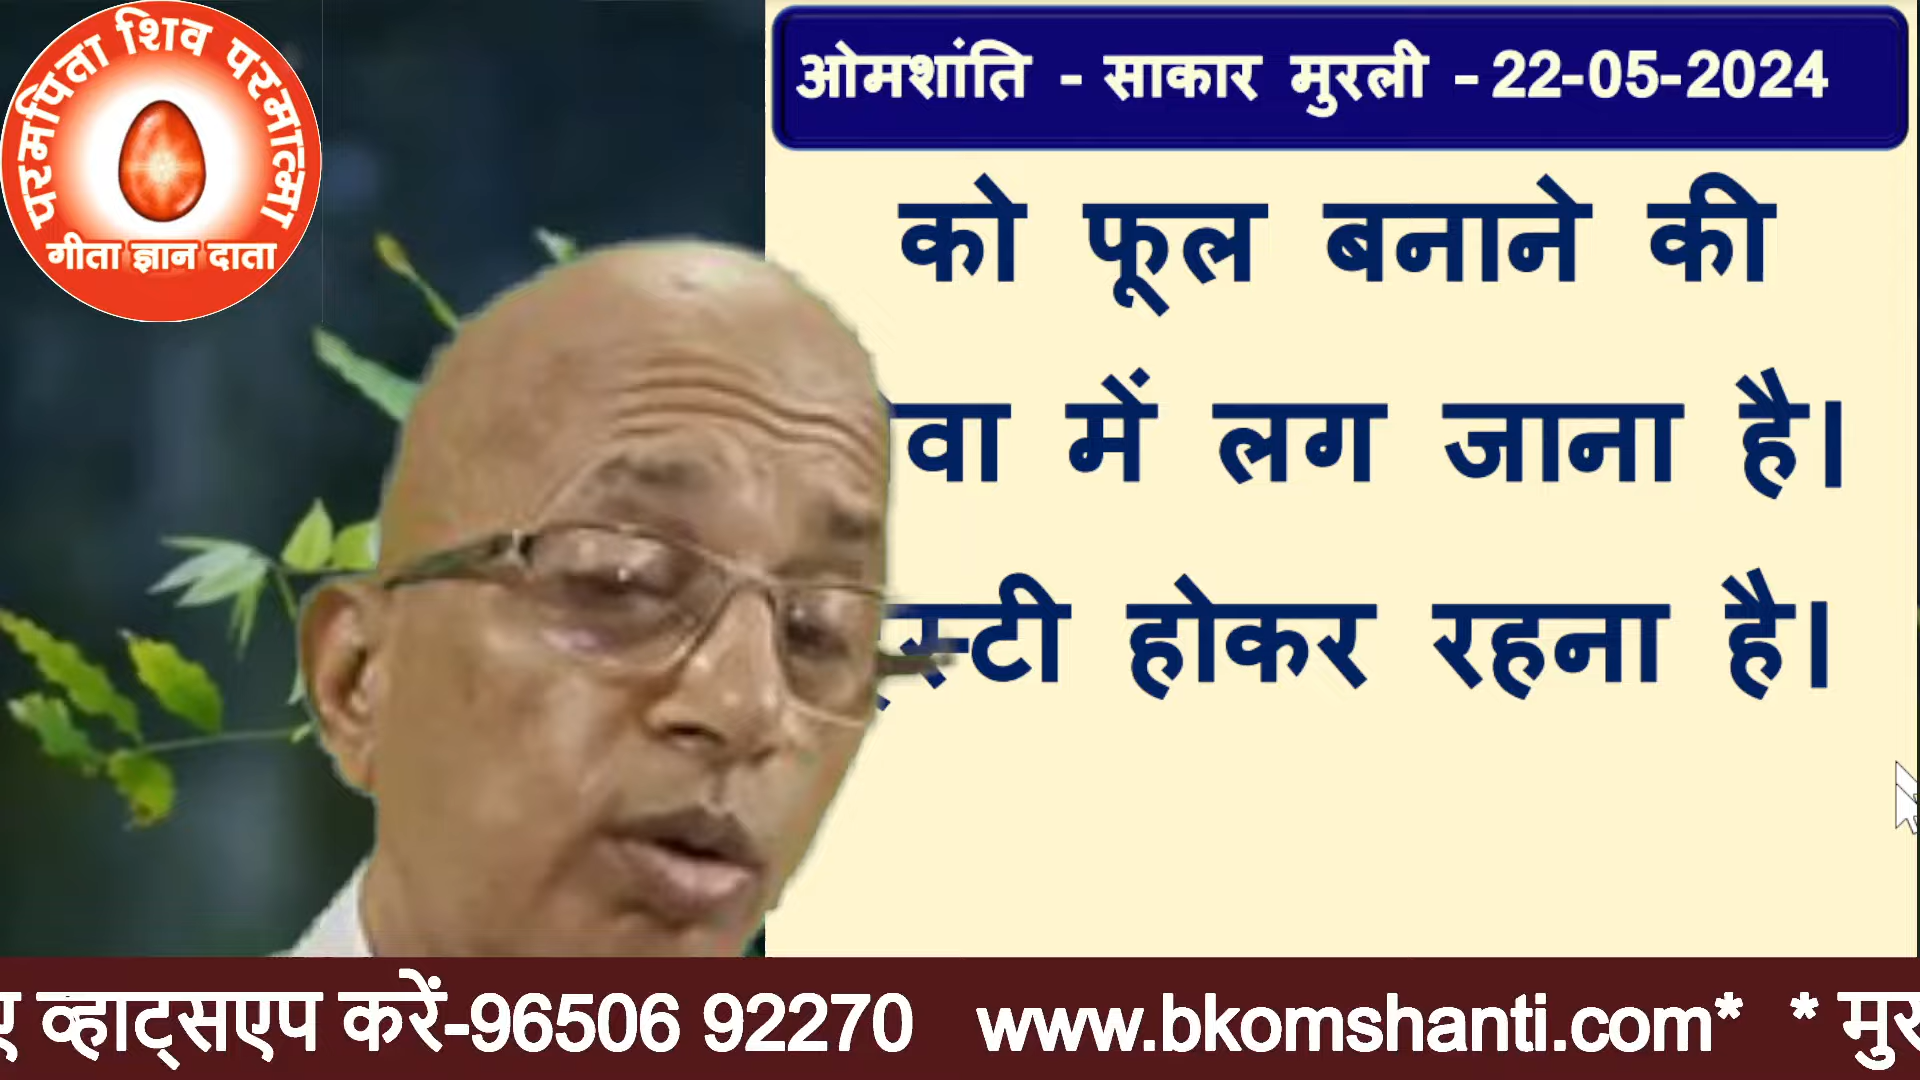 परमपिता शिव परमात्मा
गीता ज्ञान दाता
ओमशांति - साकार मुरली - 22-05-2024
को फूल बनाने की
में लग जाना है।
होकर रहना है।
व्हाट्सएप करें-96506 92270 www.bkomshanti.com* *